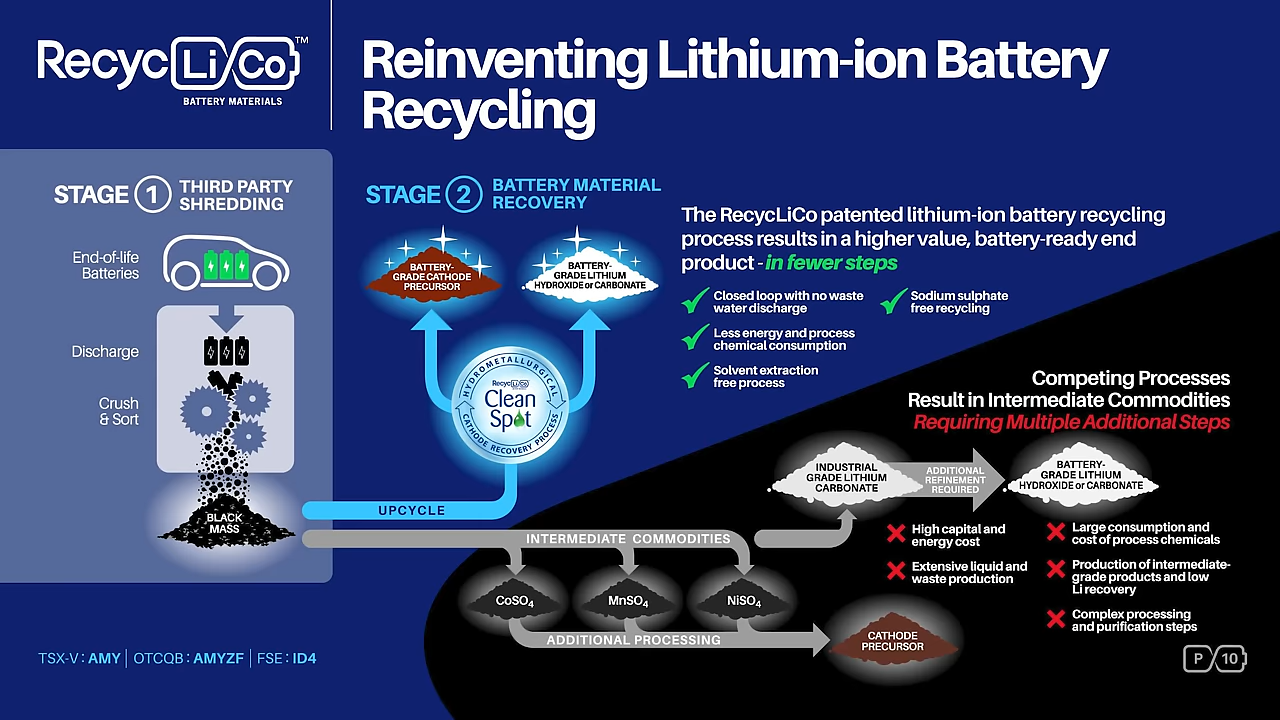 RecycLi/Co™
BATTERY MATERIALS
Reinventing Lithium-ion Battery
Recycling
STAGE 1 THIRD PARTY
SHREDDING
End-of-life
Batteries
Discharge
Crush
& Sort
BLACK
MASS
STAGE 2 BATTERY MATERIAL
RECOVERY
BATTERY-
GRADE CATHODE
PRECURSOR
BATTERY-
GRADE LITHIUM
HYDROXIDE or CARBONATE
HYDROMETALLURGICAL
RecycLi/Co
Clean
Spot
CATHODE RECOVERY PROCESS
UPCYCLE
The RecycLiCo patented lithium-ion battery recycling
process results in a higher value, battery-ready end
product - in fewer steps
Closed loop with no waste
water discharge
Less energy and process
chemical consumption
Solvent extraction
free process
Sodium sulphate
free recycling
Competing Processes
Result in Intermediate Commodities
Requiring Multiple Additional Steps
INDUSTRIAL
GRADE LITHIUM
CARBONATE
ADDITIONAL
REFINEMENT
REQUIRED
BATTERY-
GRADE LITHIUM
HYDROXIDE or CARBONATE
High capital and
energy cost
Extensive liquid and
waste production
Large consumption and
cost of process chemicals
Production of intermediate-
grade products and low
Li recovery
Complex processing
and purification steps
INTERMEDIATE COMMODITIES
CoSO₄ MnSO₄ NiSO₄
ADDITIONAL PROCESSING
CATHODE
PRECURSOR
TSX-V : AMY | OTCQB : AMYZF | FSE : ID4
P/10